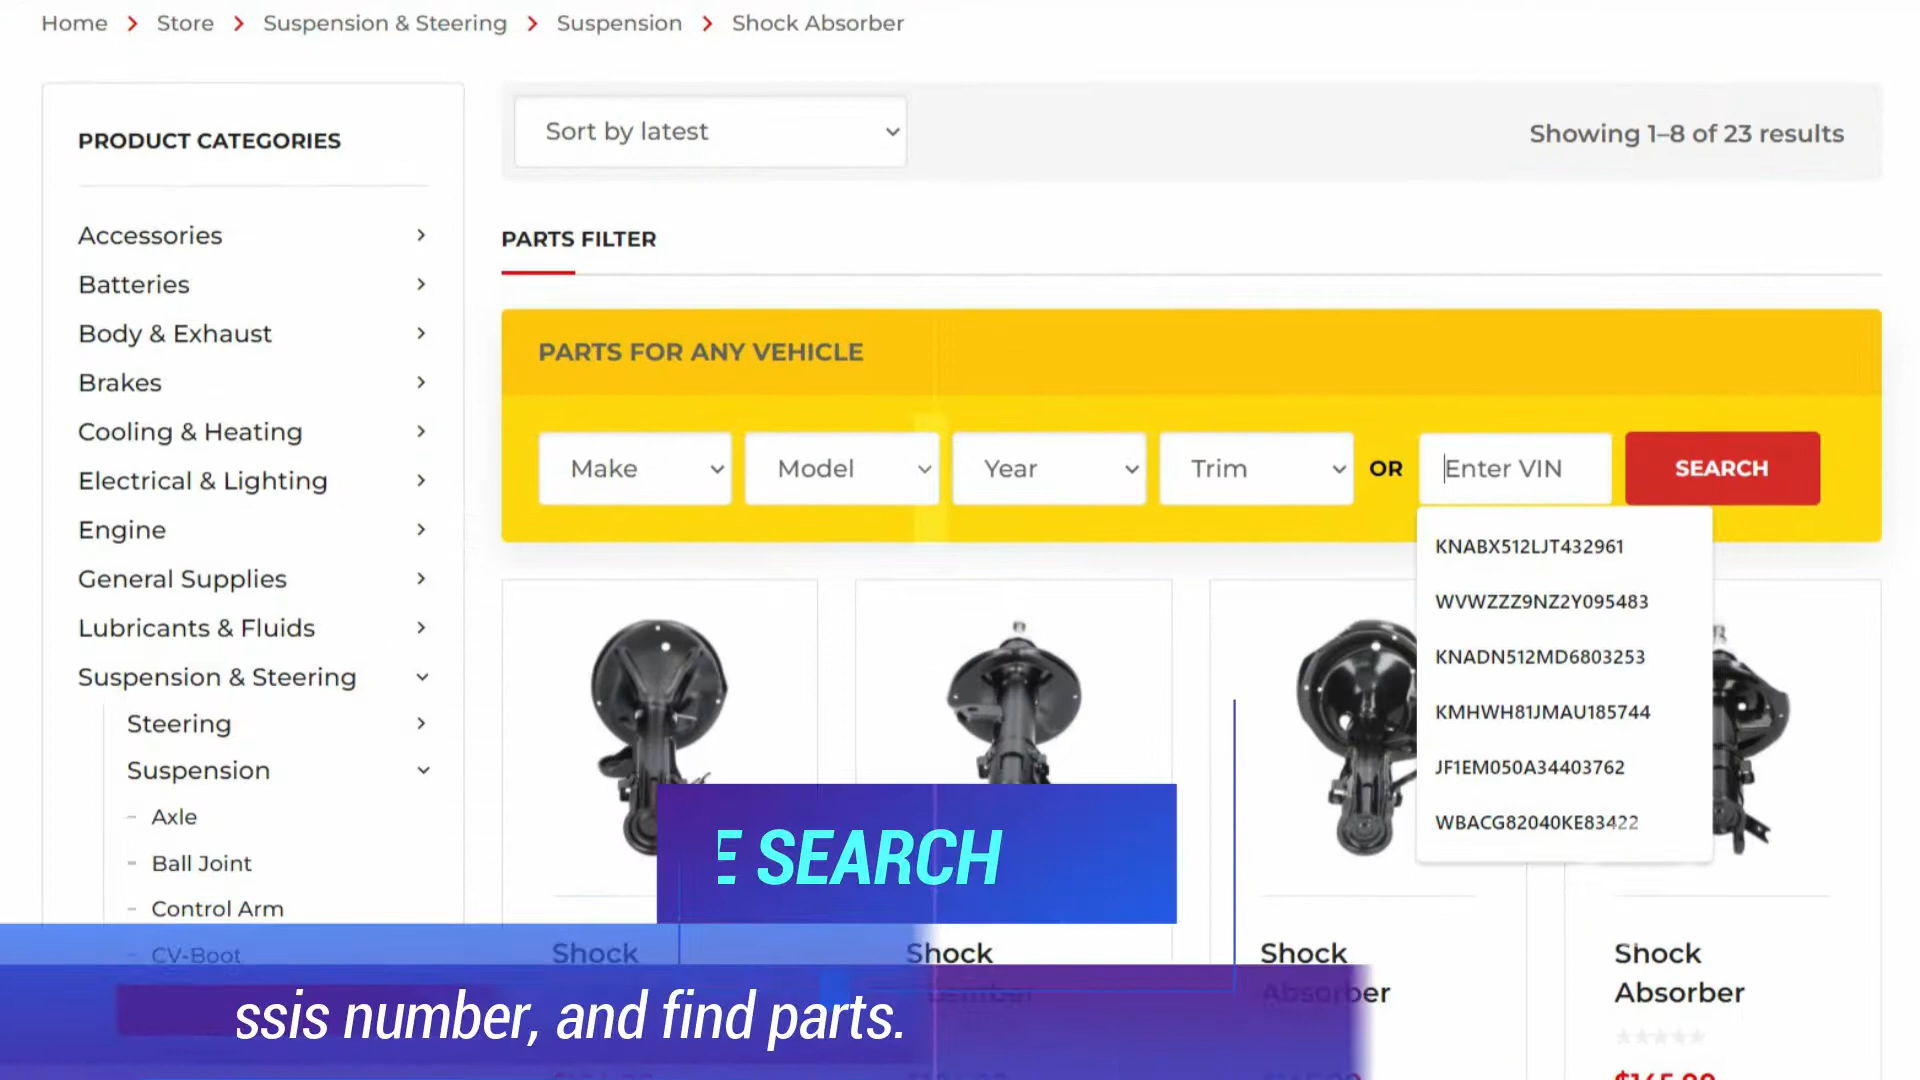 Home > Store > Suspension & Steering > Suspension > Shock Absorber
PRODUCT CATEGORIES
Accessories
Batteries
Body & Exhaust
Brakes
Cooling & Heating
Electrical & Lighting
Engine
General Supplies
Lubricants & Fluids
Suspension & Steering
Steering
Suspension
- Axle
- Ball Joint
- Control Arm
- CV-Boot
Sort by latest
Showing 1–8 of 23 results
PARTS FILTER
PARTS FOR ANY VEHICLE
Make Model Year Trim OR Enter VIN SEARCH
KNABX512LJT432961
WVWZZZ9NZ2Y095483
KNADN512MD6803253
KMHWH81JMAU185744
JF1EM050A34403762
WBACG82040KE83422
Shock
Shock
Shock
Absorber
Shock
Absorber
E SEARCH
ssis number, and find parts.